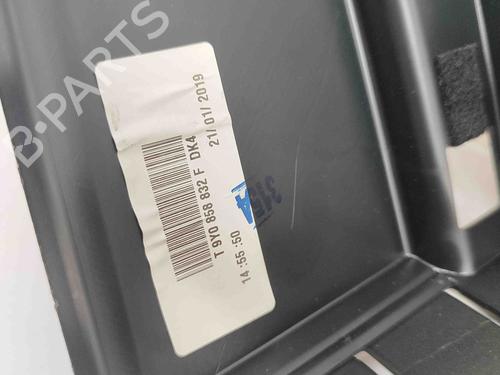 B-PARTS
T 9Y0 858 832 F DK4
21/01/2019
14:55:50